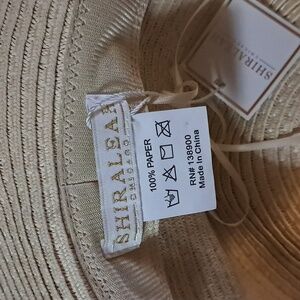 SHIRALEAH
CHICAGO
100% PAPER
RN# 138900
Made In China
SHIRALEAH